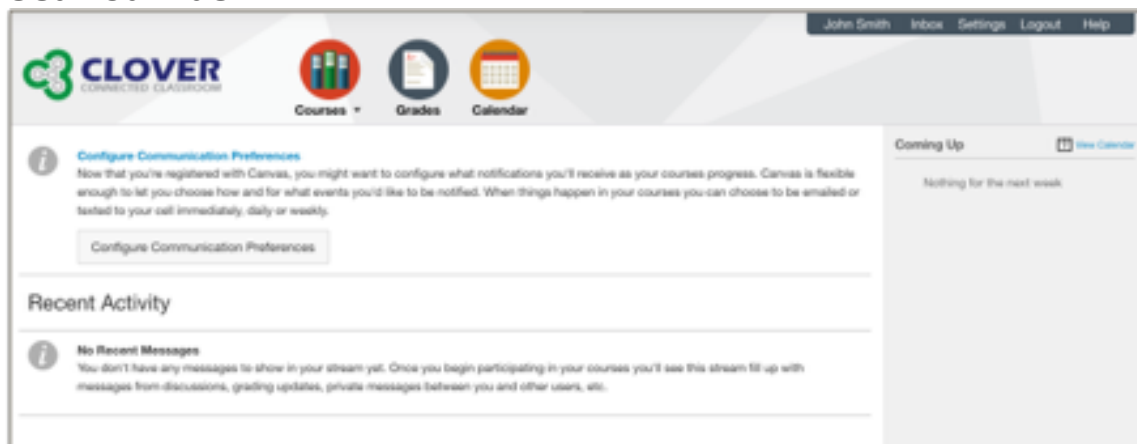 John Smith Inbox Settings Logout Help
CLOVER
CONNECTED CLASSROOM
Courses Grades Calendar
Configure Communication Preferences
Now that you're registered with Canvas, you might want to configure what notifications you'll receive as your courses progress. Canvas is flexible
enough to let you choose how and for what events you'd like to be notified. When things happen in your courses you can choose to be emailed or
texted to your cell immediately, daily or weekly.
Configure Communication Preferences
Recent Activity
No Recent Messages
You don't have any messages to show in your stream yet. Once you begin participating in your courses you'll see this stream fill up with
messages from discussions, grading updates, private messages between you and other users, etc.
Coming Up
View Calendar
Nothing for the next week